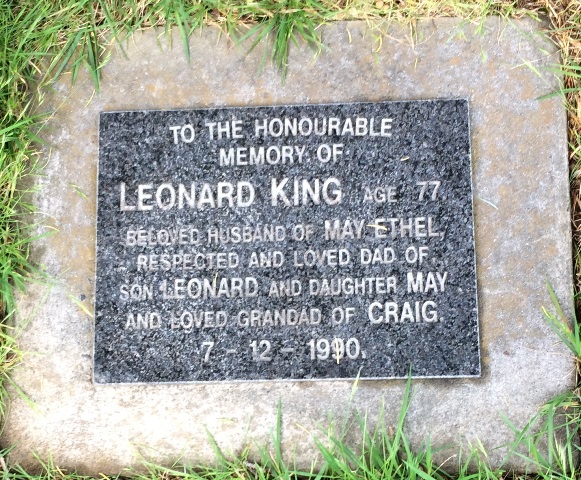 TO THE HONOURABLE
MEMORY OF
LEONARD KING AGE 77
BELOVED HUSBAND OF MAY ETHEL,
RESPECTED AND LOVED DAD OF
SON LEONARD AND DAUGHTER MAY
AND LOVED GRANDAD OF CRAIG.
7 - 12 - 1990.